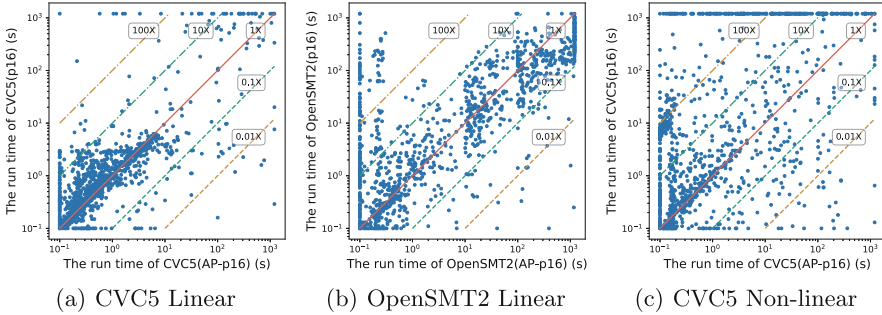 The run time of CVC5(p16) (s)
10³
10²
10¹
10⁰
10⁻¹
100X
10X
1X
0.1X
0.01X
10⁻¹ 10⁰ 10¹ 10² 10³
The run time of CVC5(AP-p16) (s)
(a) CVC5 Linear
The run time of OpenSMT2(p16) (s)
10³
10²
10¹
10⁰
10⁻¹
100X
10X
1X
0.1X
0.01X
10⁻¹ 10⁰ 10¹ 10² 10³
The run time of OpenSMT2(AP-p16) (s)
(b) OpenSMT2 Linear
The run time of CVC5(p16) (s)
10³
10²
10¹
10⁰
10⁻¹
100X
10X
1X
0.1X
0.01X
10⁻¹ 10⁰ 10¹ 10² 10³
The run time of CVC5(AP-p16) (s)
(c) CVC5 Non-linear